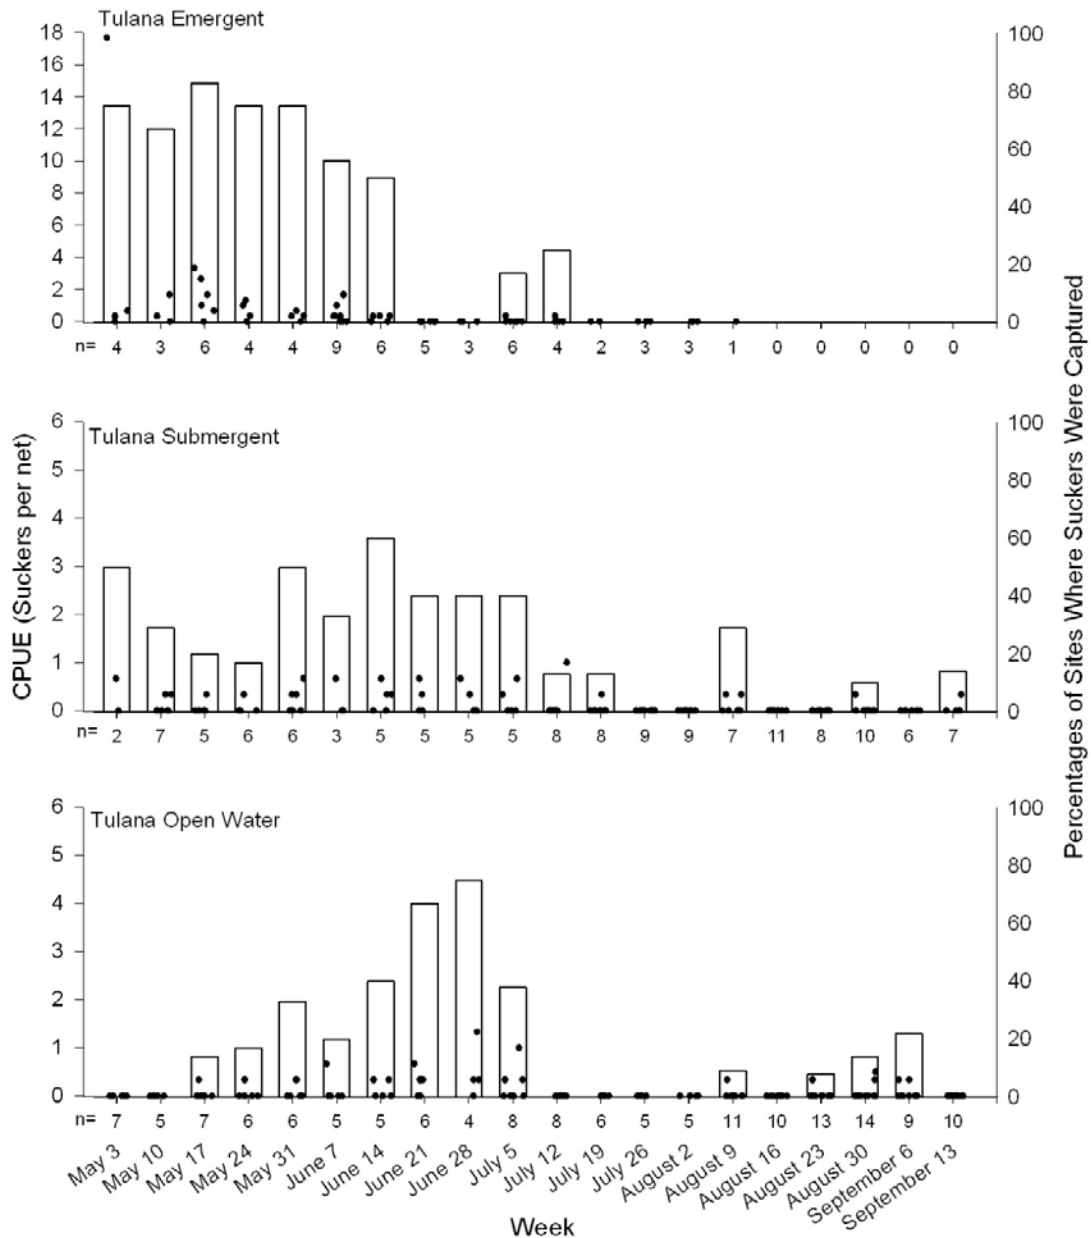 Tulana Emergent
18
16
14
12
10
8
6
4
2
0
100
80
60
40
20
0
n= 4 3 6 4 4 9 6 5 3 6 4 2 3 3 1 0 0 0 0 0
Tulana Submergent
6
5
4
3
2
1
0
100
80
60
40
20
0
n= 2 7 5 6 6 3 5 5 5 5 8 8 9 9 7 11 8 10 6 7
Tulana Open Water
6
5
4
3
2
1
0
100
80
60
40
20
0
n= 7 5 7 6 6 5 5 6 4 8 8 6 5 5 11 10 13 14 9 10
May 3
May 10
May 17
May 24
May 31
June 7
June 14
June 21
June 28
July 5
July 12
July 19
July 26
August 2
August 9
August 16
August 23
August 30
September 6
September 13
Week
CPUE (Suckers per net)
Percentages of Sites Where Suckers Were Captured